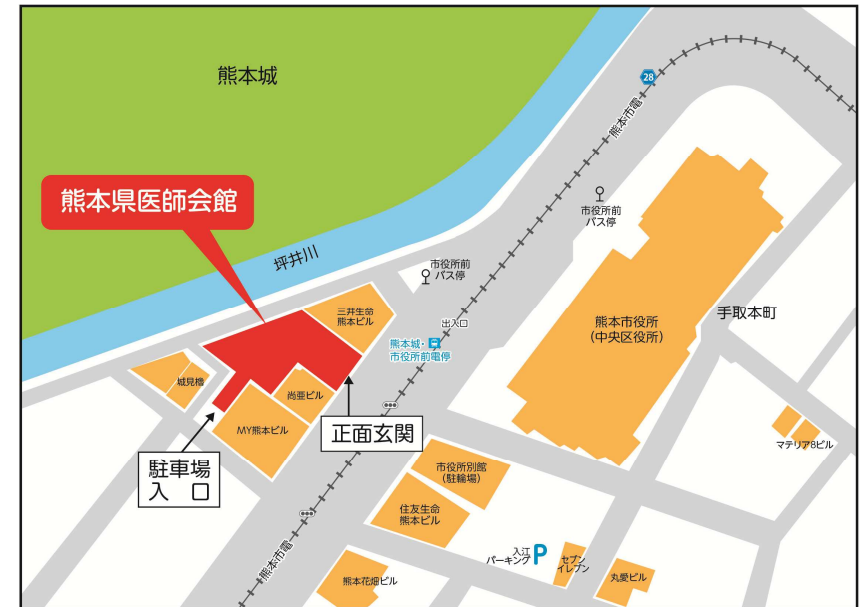 熊本城
28
熊本市電
熊本県医師会館
市役所前
バス停
坪井川
市役所前
バス停
三井生命
熊本ビル
出入口
熊本市役所
(中央区役所)
手取本町
熊本城・
市役所前電停
城見櫓
尚亜ビル
MY熊本ビル
正面玄関
マテリア8ビル
駐車場
入口
市役所別館
(駐輪場)
住友生命
熊本ビル
熊本市電
入江
パーキング
P
セブン
イレブン
熊本花畑ビル
丸愛ビル